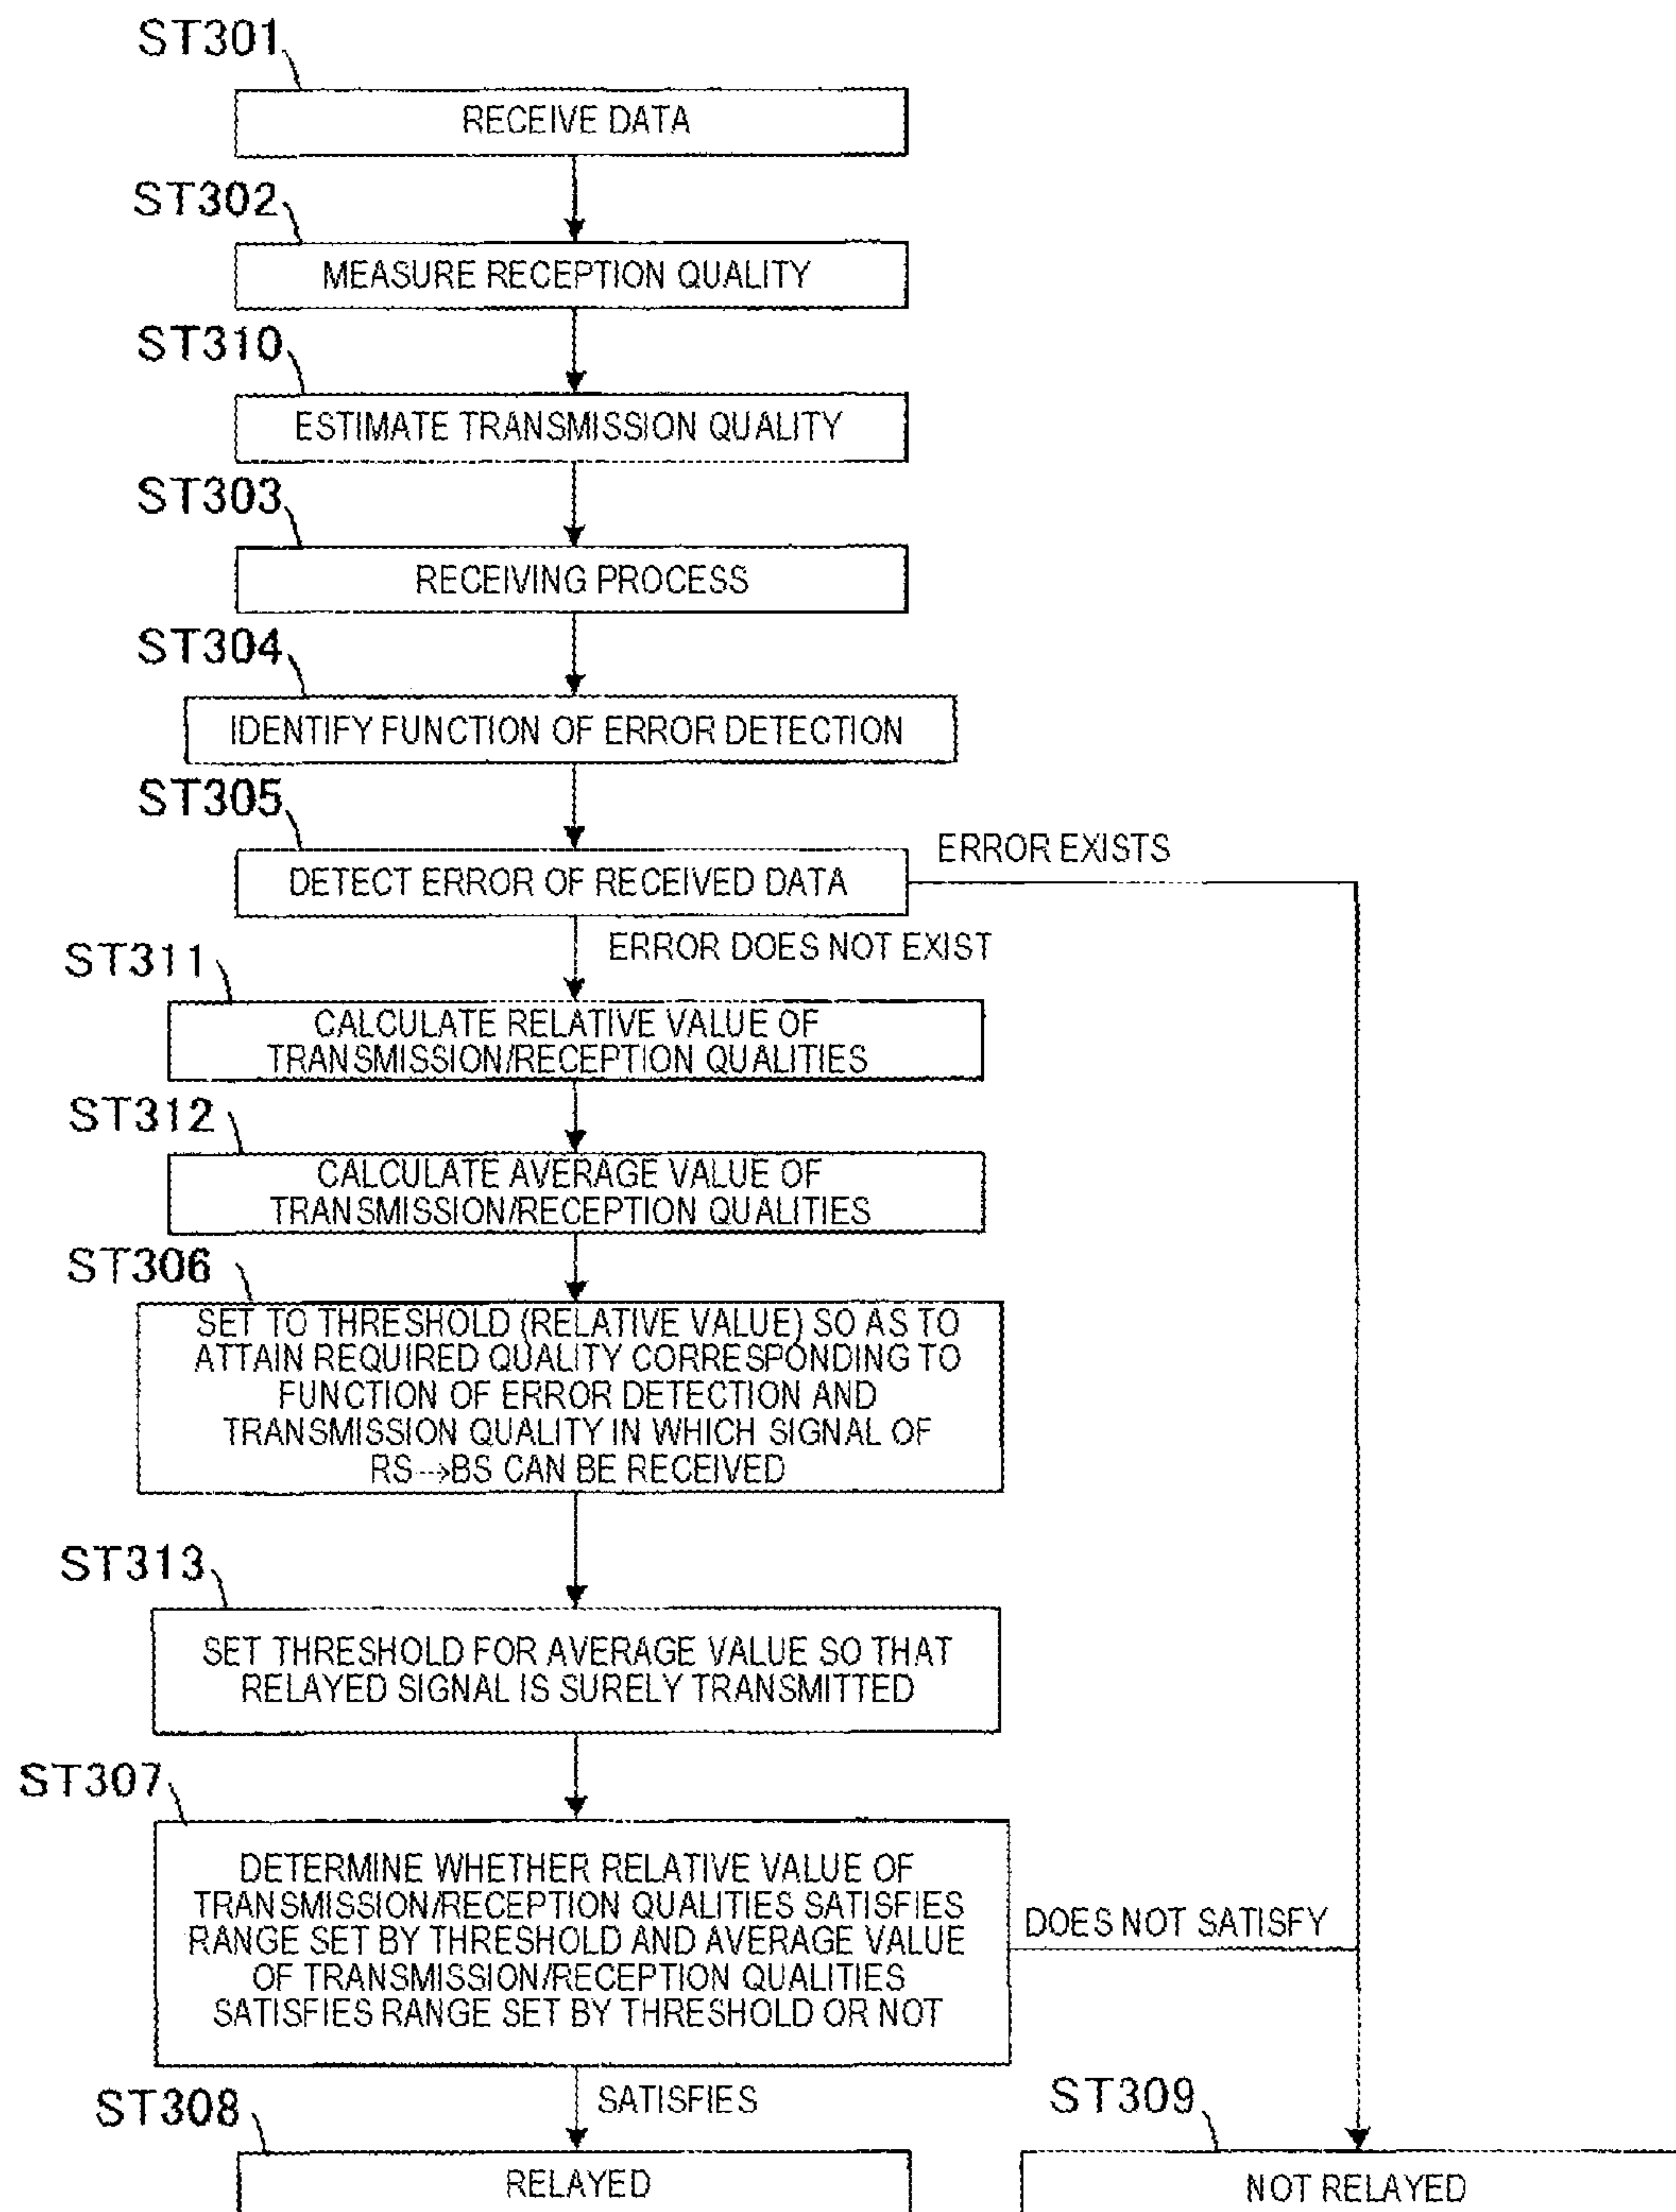 ST301
RECEIVE DATA
ST302
MEASURE RECEPTION QUALITY
ST310
ESTIMATE TRANSMISSION QUALITY
ST303
RECEIVING PROCESS
ST304
IDENTIFY FUNCTION OF ERROR DETECTION
ST305
DETECT ERROR OF RECEIVED DATA
ERROR EXISTS
ERROR DOES NOT EXIST
ST311
CALCULATE RELATIVE VALUE OF
TRANSMISSION/RECEPTION QUALITIES
ST312
CALCULATE AVERAGE VALUE OF
TRANSMISSION/RECEPTION QUALITIES
ST306
SET TO THRESHOLD (RELATIVE VALUE) SO AS TO
ATTAIN REQUIRED QUALITY CORRESPONDING TO
FUNCTION OF ERROR DETECTION AND
TRANSMISSION QUALITY IN WHICH SIGNAL OF
RS→BS CAN BE RECEIVED
ST313
SET THRESHOLD FOR AVERAGE VALUE SO THAT
RELAYED SIGNAL IS SURELY TRANSMITTED
ST307
DETERMINE WHETHER RELATIVE VALUE OF
TRANSMISSION/RECEPTION QUALITIES SATISFIES
RANGE SET BY THRESHOLD AND AVERAGE VALUE
OF TRANSMISSION/RECEPTION QUALITIES
SATISFIES RANGE SET BY THRESHOLD OR NOT
DOES NOT SATISFY
SATISFIES
ST308
RELAYED
ST309
NOT RELAYED